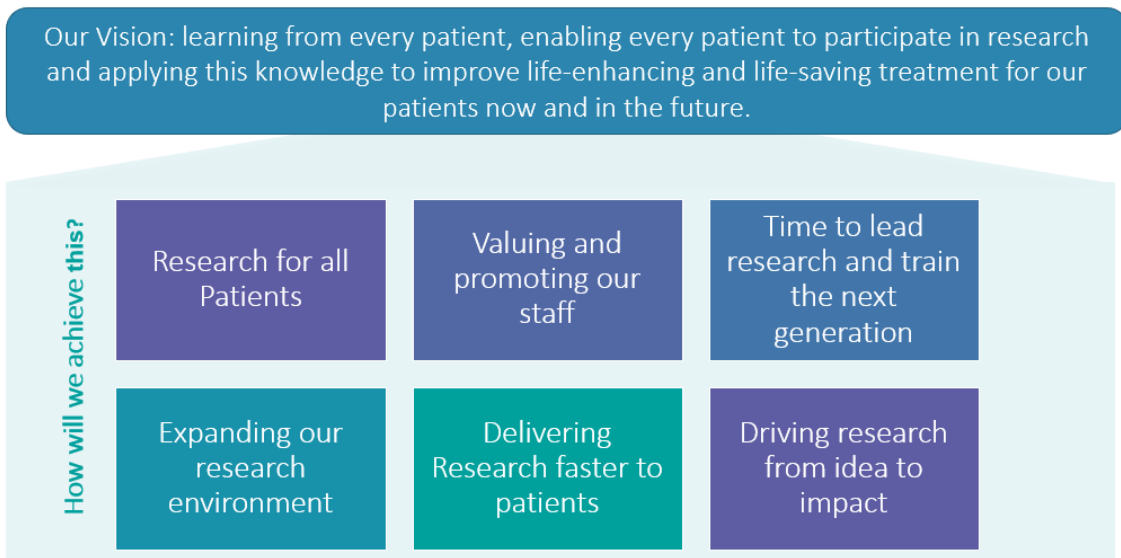 Our Vision: learning from every patient, enabling every patient to participate in research
and applying this knowledge to improve life-enhancing and life-saving treatment for our
patients now and in the future.
How will we achieve this?
Research for all
Patients
Valuing and
promoting our
staff
Time to lead
research and train
the next
generation
Expanding our
research
environment
Delivering
Research faster to
patients
Driving research
from idea to
impact